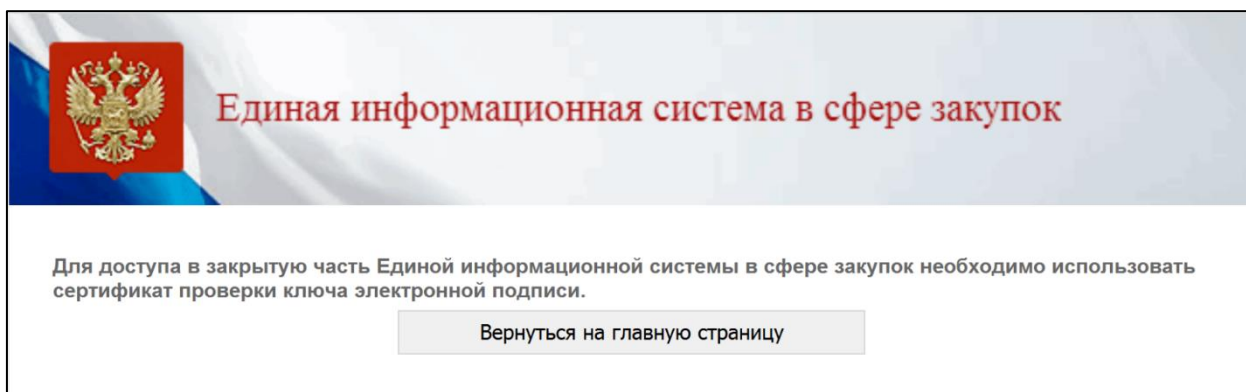 Единая информационная система в сфере закупок
Для доступа в закрытую часть Единой информационной системы в сфере закупок необходимо использовать
сертификат проверки ключа электронной подписи.
Вернуться на главную страницу